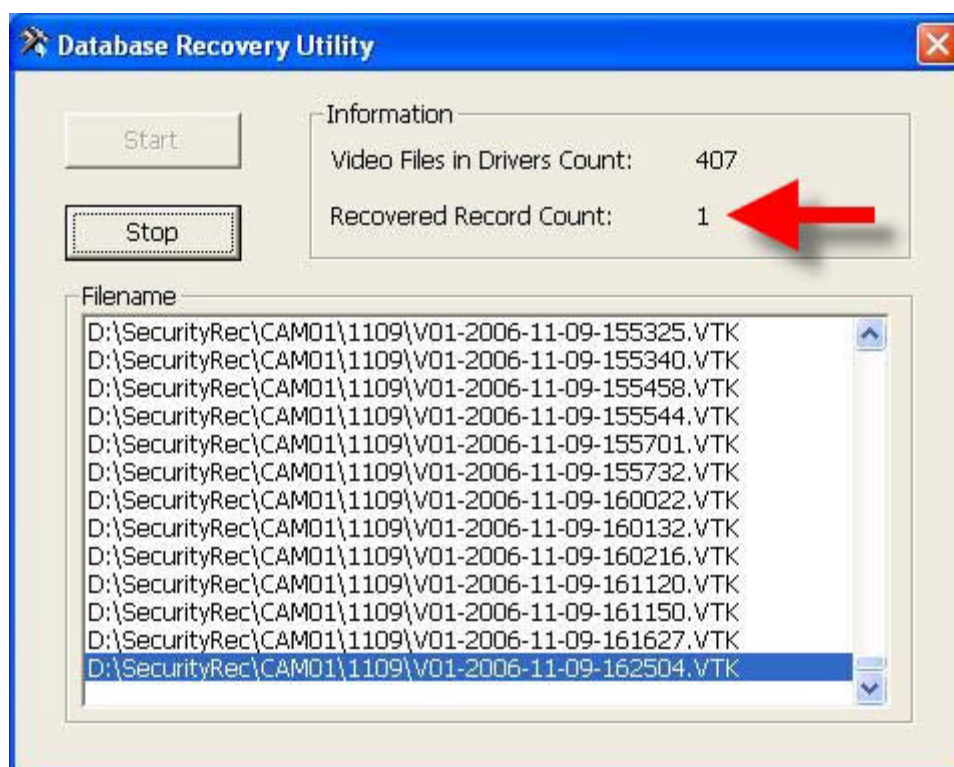 Database Recovery Utility
Start
Information
Video Files in Drivers Count: 407
Recovered Record Count: 1
Stop
Filename
D:\SecurityRec\CAM01\1109\V01-2006-11-09-155325.VTK
D:\SecurityRec\CAM01\1109\V01-2006-11-09-155340.VTK
D:\SecurityRec\CAM01\1109\V01-2006-11-09-155458.VTK
D:\SecurityRec\CAM01\1109\V01-2006-11-09-155544.VTK
D:\SecurityRec\CAM01\1109\V01-2006-11-09-155701.VTK
D:\SecurityRec\CAM01\1109\V01-2006-11-09-155732.VTK
D:\SecurityRec\CAM01\1109\V01-2006-11-09-160022.VTK
D:\SecurityRec\CAM01\1109\V01-2006-11-09-160132.VTK
D:\SecurityRec\CAM01\1109\V01-2006-11-09-160216.VTK
D:\SecurityRec\CAM01\1109\V01-2006-11-09-161120.VTK
D:\SecurityRec\CAM01\1109\V01-2006-11-09-161150.VTK
D:\SecurityRec\CAM01\1109\V01-2006-11-09-161627.VTK
D:\SecurityRec\CAM01\1109\V01-2006-11-09-162504.VTK